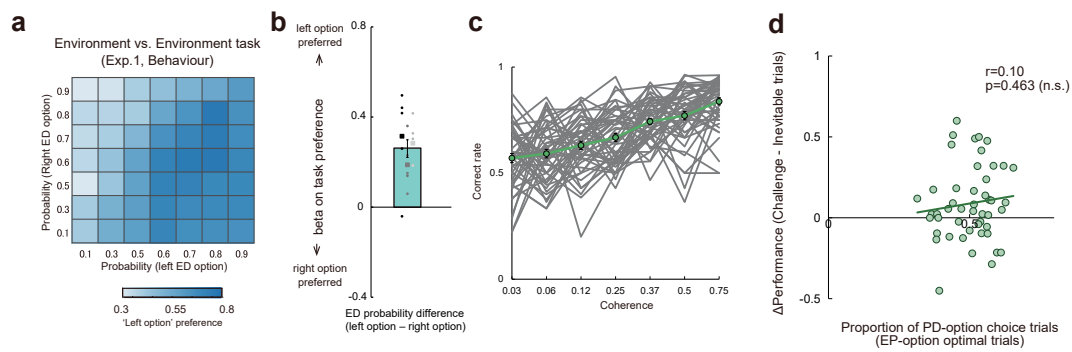 a
Environment vs. Environment task
(Exp.1, Behaviour)
Probability (Right ED option)
0.9
0.8
0.7
0.6
0.5
0.3
0.1
0.1 0.3 0.5 0.6 0.7 0.8 0.9
Probability (left ED option)
0.3 0.55 0.8
‘Left option’ preference
b
left option
preferred
beta on task preference
right option
preferred
0.8
0.4
0
-0.4
ED probability difference
(left option – right option)
c
Correct rate
1
0.5
0
0.03 0.06 0.12 0.25 0.37 0.5 0.75
Coherence
d
ΔPerformance (Challenge - Inevitable trials)
1
0.5
0
-0.5
0 0.5
r=0.10
p=0.463 (n.s.)
Proportion of PD-option choice trials
(EP-option optimal trials)